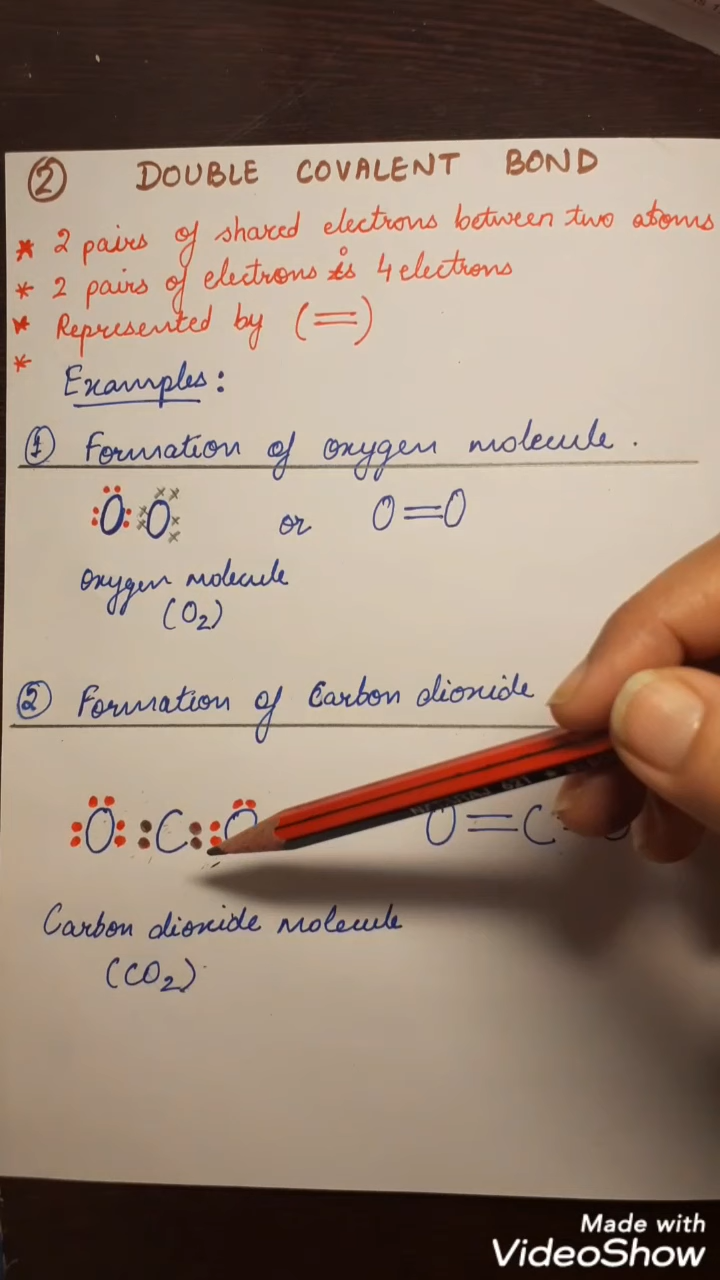 ② DOUBLE COVALENT BOND
* 2 pairs of shared electrons between two atoms
* 2 pairs of electrons is 4 electrons
* Represented by (=)
*
Examples:
① Formation of oxygen molecule.
O O or O=O
oxygen molecule
(O₂)
② Formation of Carbon dioxide
O C O O=C
Carbon dioxide molecule
(CO₂)
Made with
VideoShow